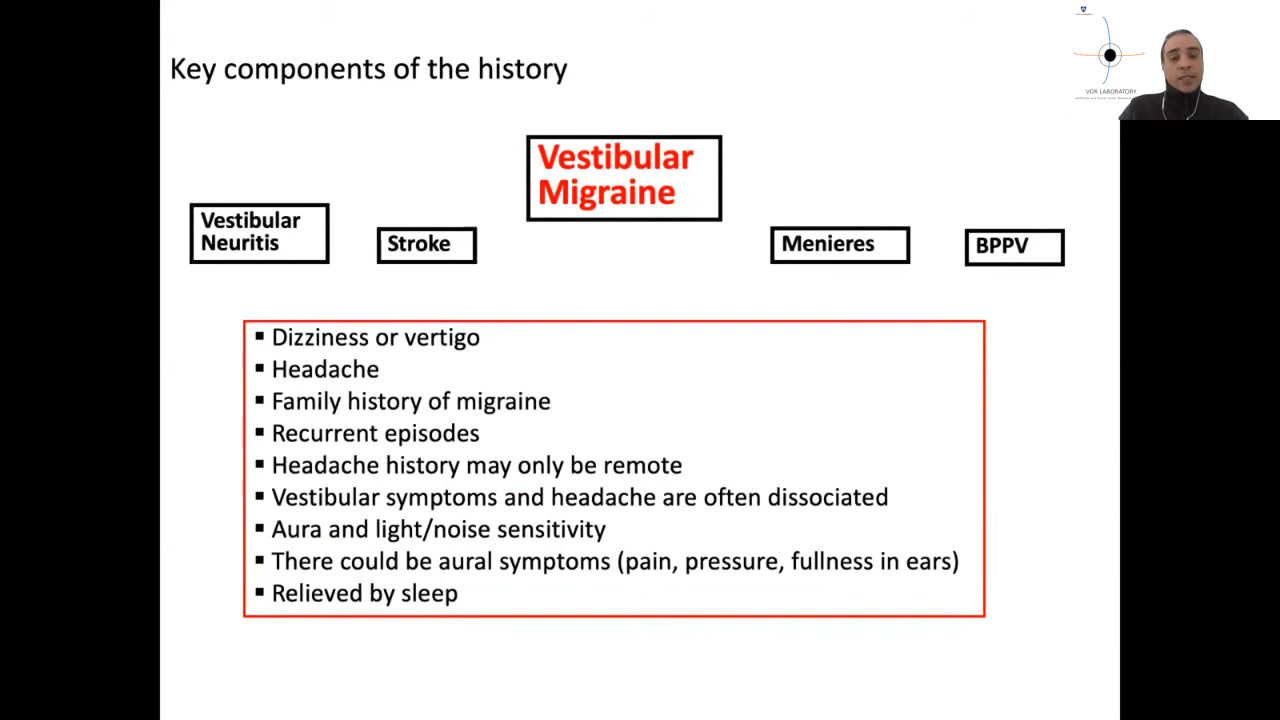 Key components of the history
VOR LABORATORY
Vestibular
Migraine
Vestibular
Neuritis
Stroke
Menieres
BPPV
▪ Dizziness or vertigo
▪ Headache
▪ Family history of migraine
▪ Recurrent episodes
▪ Headache history may only be remote
▪ Vestibular symptoms and headache are often dissociated
▪ Aura and light/noise sensitivity
▪ There could be aural symptoms (pain, pressure, fullness in ears)
▪ Relieved by sleep